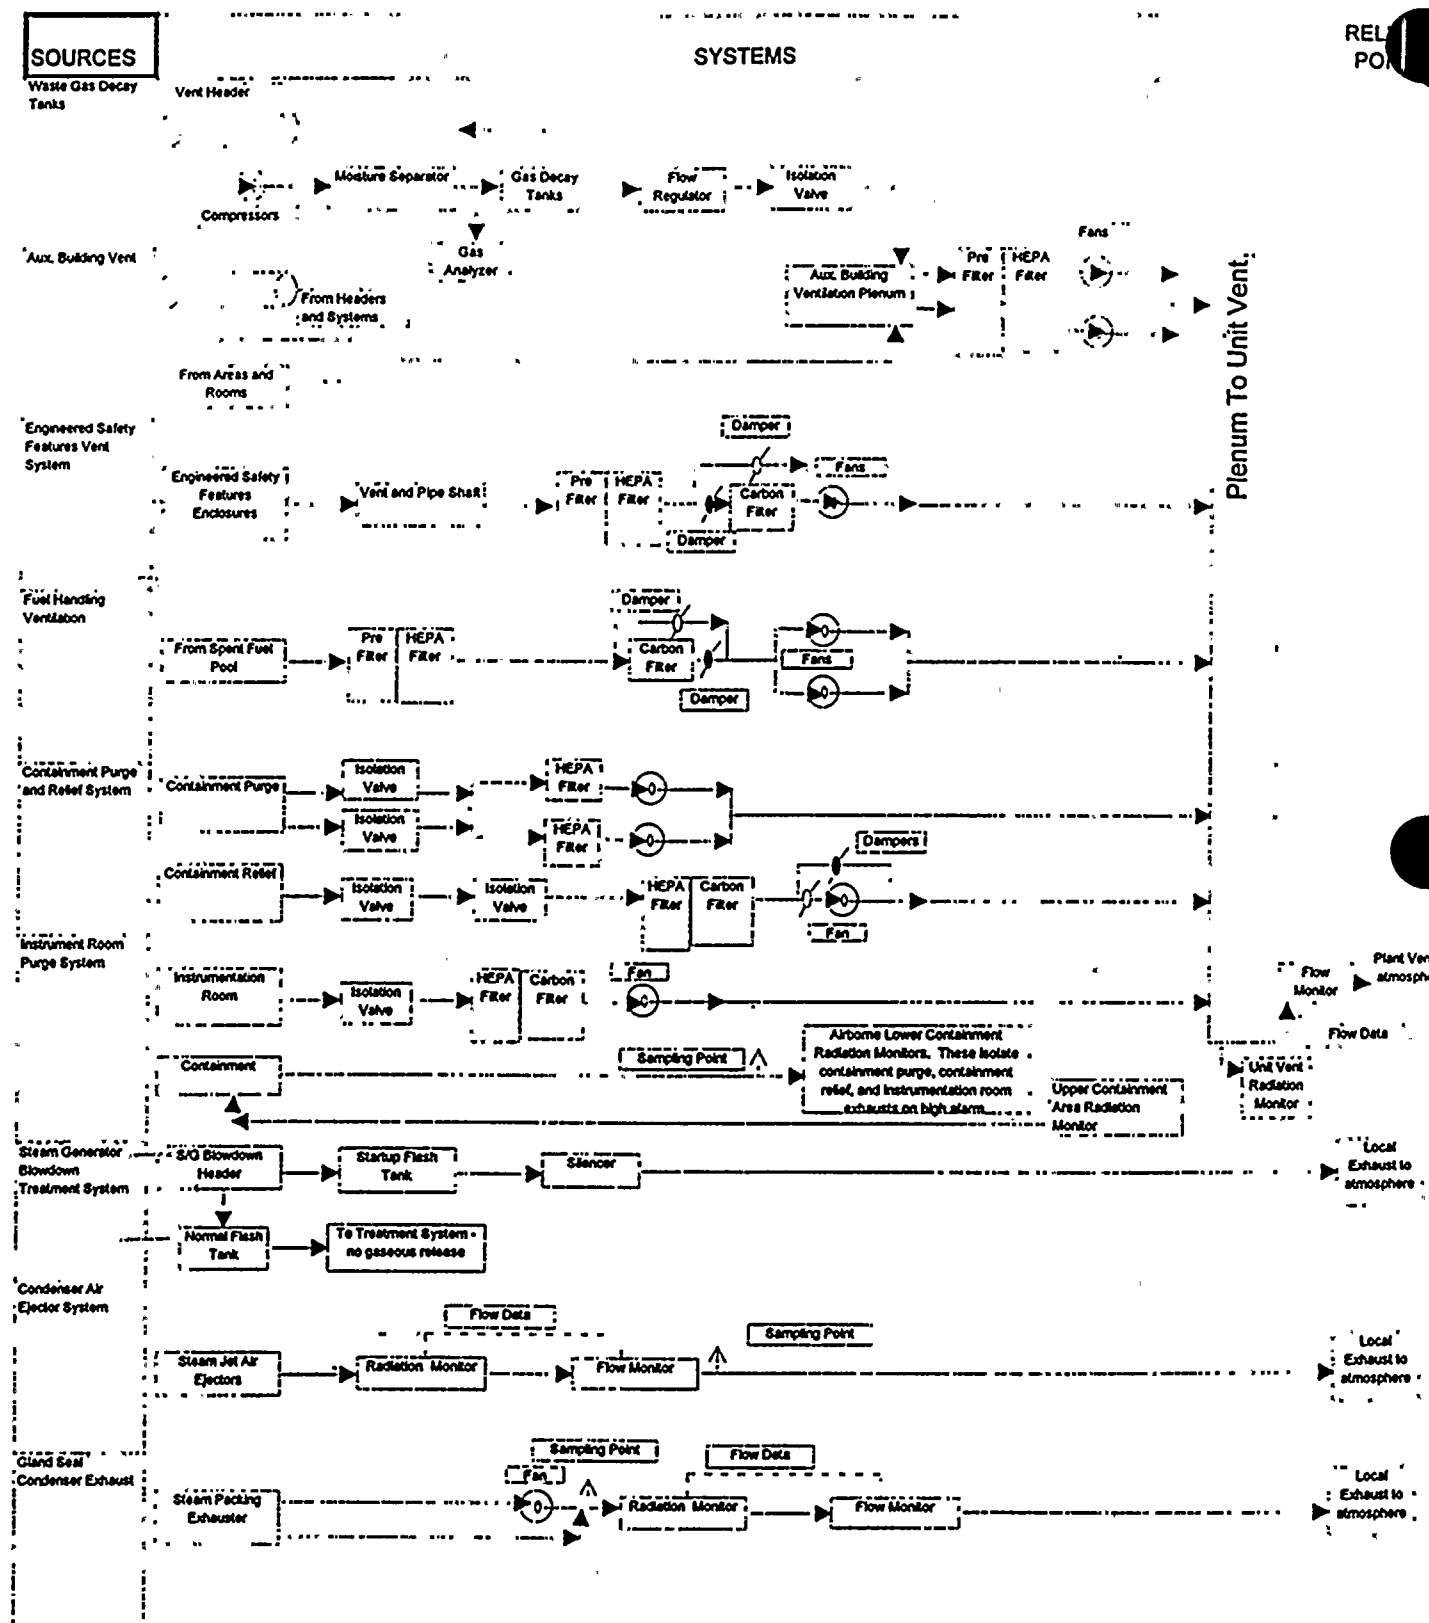 SOURCES
SYSTEMS
Waste Gas Decay
Tanks
Vent Header
Compressors
Moisture Separator
Gas Decay
Tanks
Flow
Regulator
Isolation
Valve
Gas
Analyzer
Aux. Building Vent
From Headers
and Systems
Aux. Building
Ventilation Plenum
Pre
Filter
HEPA
Filter
Fans
Plenum To Unit Vent.
From Areas and
Rooms
Engineered Safety
Features Vent
System
Engineered Safety
Features
Enclosures
Vent and Pipe Shaft
Pre
Filter
HEPA
Filter
Damper
Damper
Carbon
Filter
Fans
Fuel Handling
Ventilation
From Spent Fuel
Pool
Pre
Filter
HEPA
Filter
Damper
Carbon
Filter
Damper
Fans
Containment Purge
and Relief System
Containment Purge
Isolation
Valve
Isolation
Valve
HEPA
Filter
HEPA
Filter
Containment Relief
Isolation
Valve
Isolation
Valve
HEPA
Filter
Carbon
Filter
Dampers
Fan
Instrument Room
Purge System
Instrumentation
Room
Isolation
Valve
HEPA
Filter
Carbon
Filter
Fan
Flow
Monitor
Flow Data
Unit Vent
Radiation
Monitor
Containment
Sampling Point
Airborne Lower Containment
Radiation Monitors. These isolate
containment purge, containment
relief, and instrumentation room
exhausts on high alarm
Upper Containment
Area Radiation
Monitor
Steam Generator
Blowdown
Treatment System
S/G Blowdown
Header
Startup Flash
Tank
Silencer
Local
Exhaust to
atmosphere
Normal Flash
Tank
To Treatment System -
no gaseous release
Condenser Air
Ejector System
Flow Data
Sampling Point
Steam Jet Air
Ejectors
Radiation Monitor
Flow Monitor
Local
Exhaust to
atmosphere
Gland Seal
Condenser Exhaust
Sampling Point
Fan
Flow Data
Steam Packing
Exhauster
Radiation Monitor
Flow Monitor
Local
Exhaust to
atmosphere